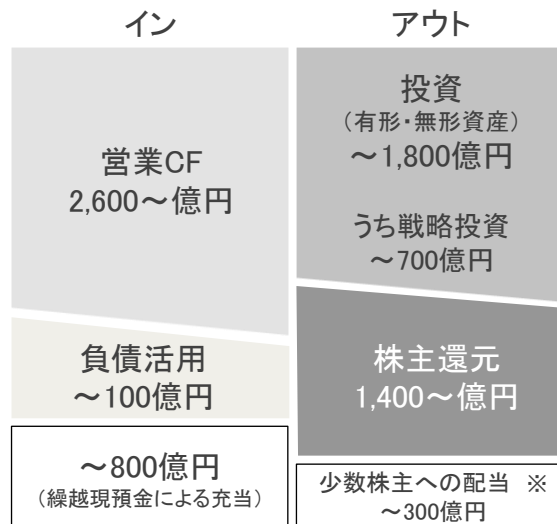 イン
営業CF
2,600～億円
負債活用
～100億円
～800億円
（繰越現預金による充当）
アウト
投資
（有形・無形資産）
～1,800億円
うち戦略投資
～700億円
株主還元
1,400～億円
少数株主への配当 ※
～300億円